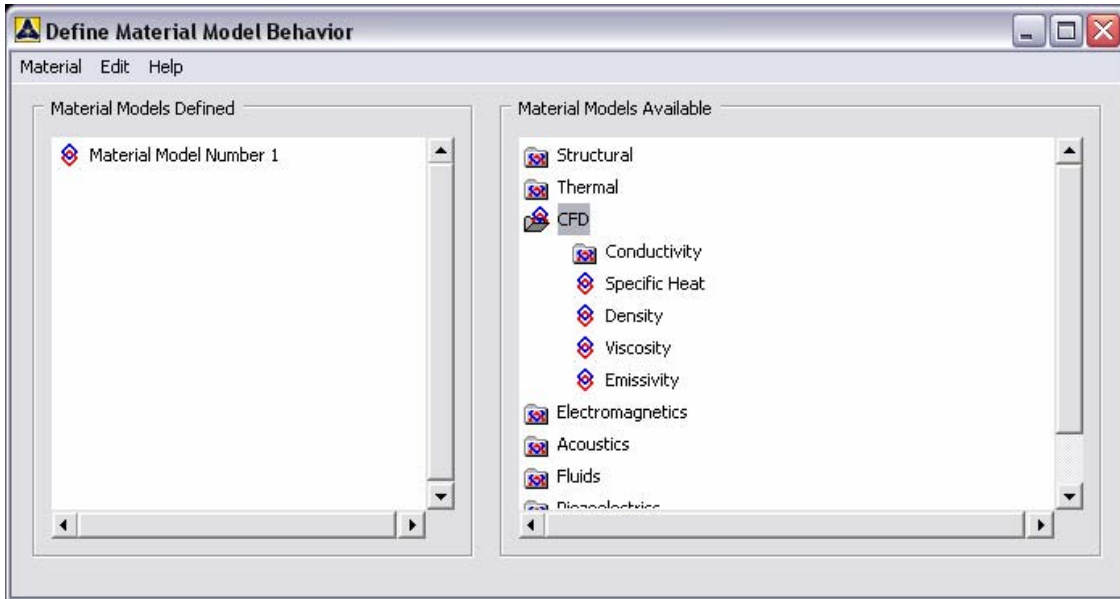 Define Material Model Behavior
Material Edit Help
Material Models Defined
Material Model Number 1
Material Models Available
Structural
Thermal
CFD
Conductivity
Specific Heat
Density
Viscosity
Emissivity
Electromagnetics
Acoustics
Fluids
Piezoelectrics